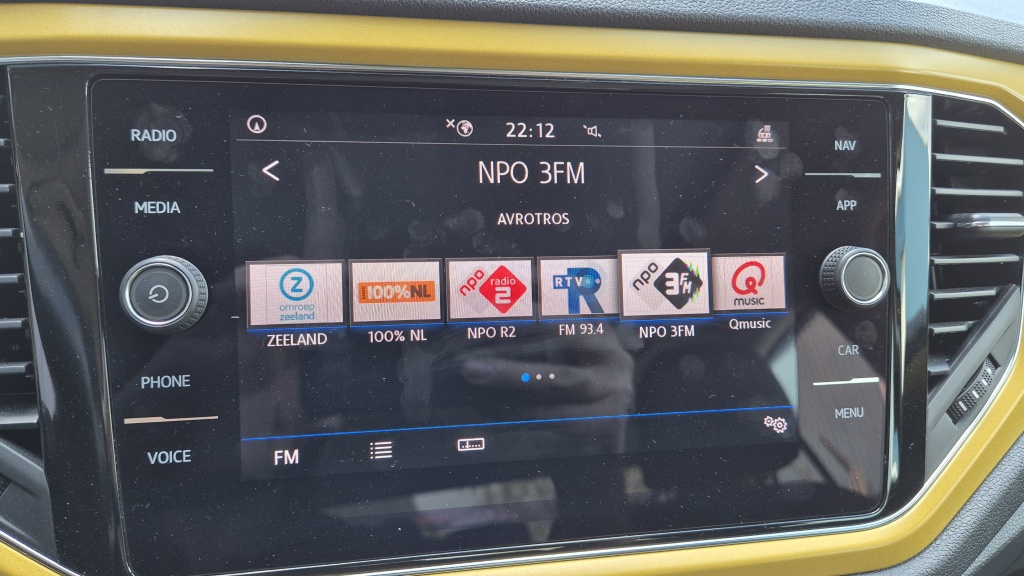 RADIO
MEDIA
PHONE
VOICE
22:12
NPO 3FM
AVROTROS
omroep
zeeland
ZEELAND
100%NL
100% NL
npo
radio
2
NPO R2
RTV
R
FM 93.4
npo
3FM
NPO 3FM
MUSIC
Qmusic
FM
NAV
APP
CAR
MENU